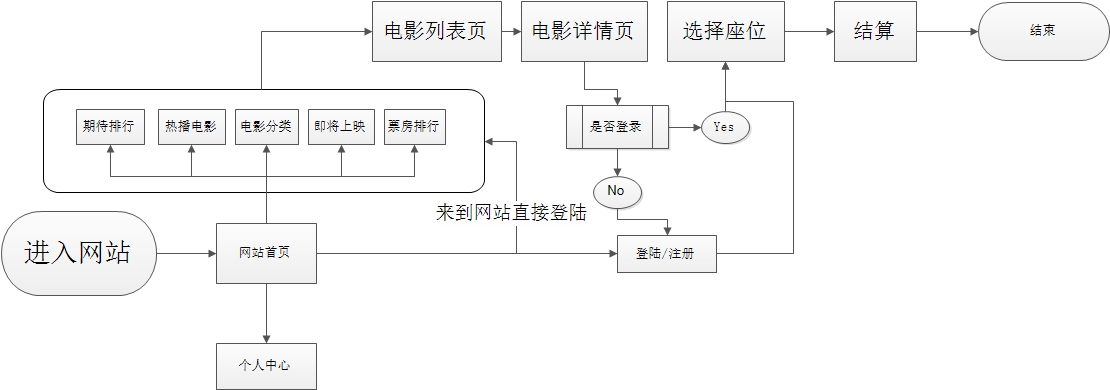 电影列表页
电影详情页
选择座位
结算
结束
期待排行
热播电影
电影分类
即将上映
票房排行
是否登录
Yes
No
来到网站直接登陆
进入网站
网站首页
登陆/注册
个人中心